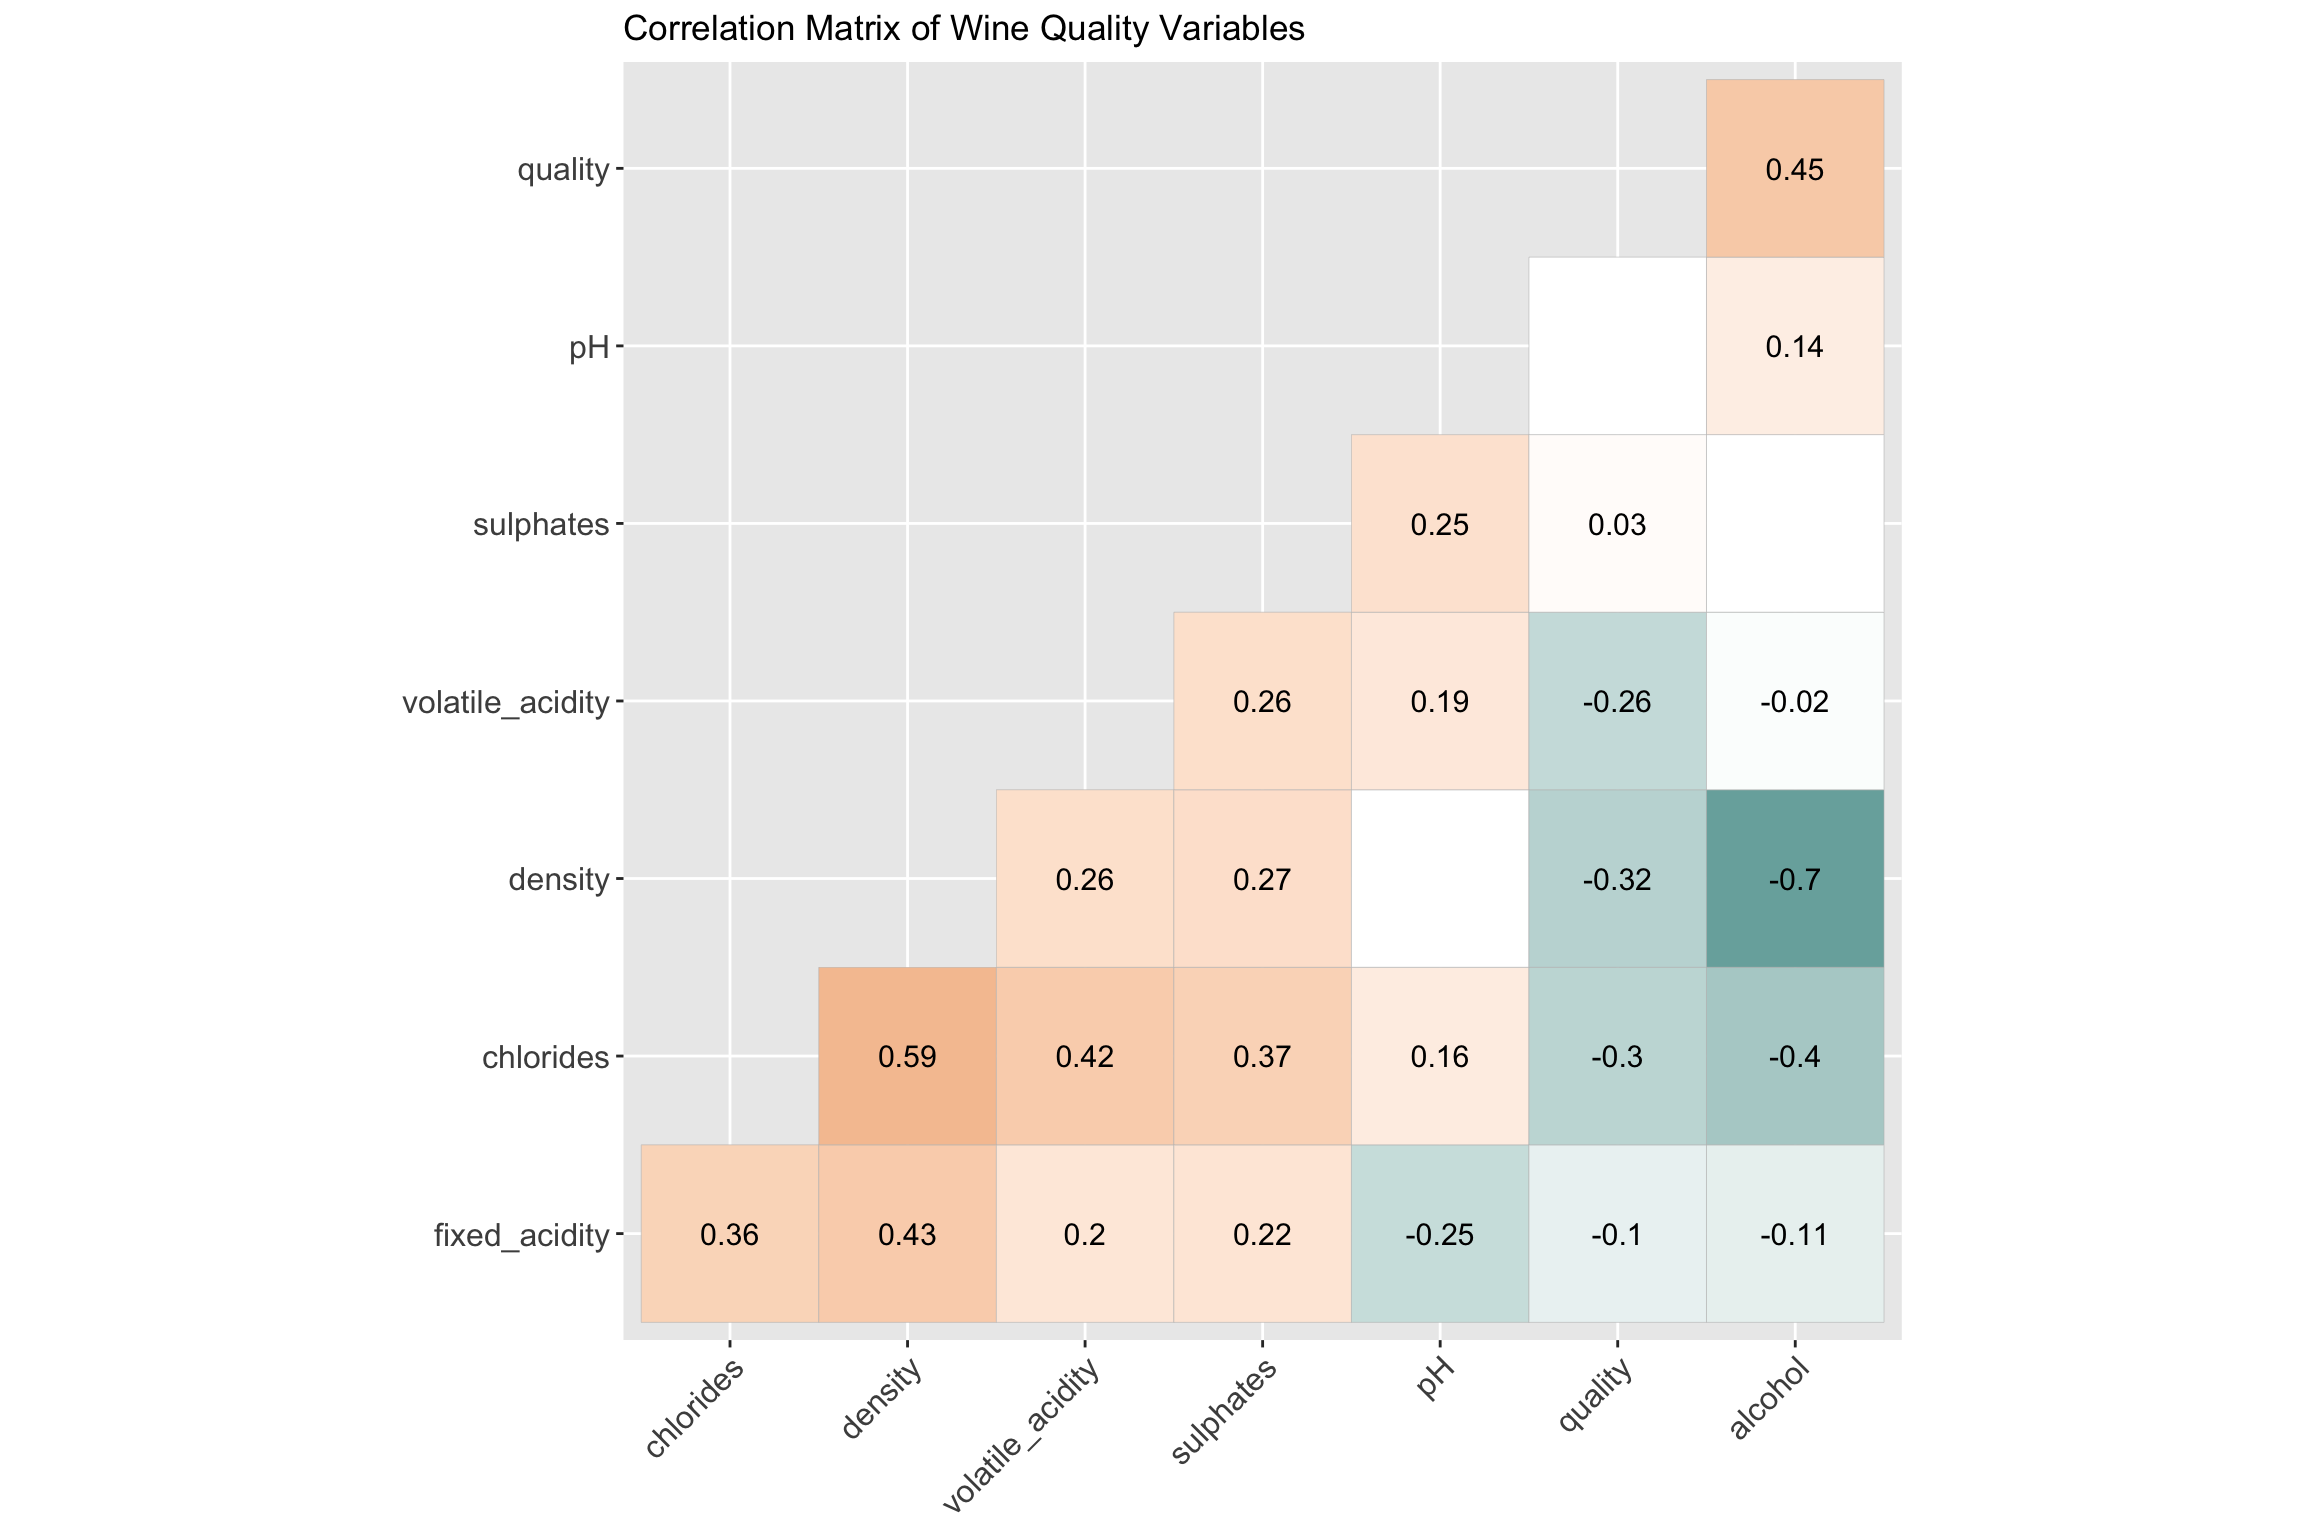 Correlation Matrix of Wine Quality Variables
quality 0.45
pH 0.14
sulphates 0.25 0.03
volatile_acidity 0.26 0.19 -0.26 -0.02
density 0.26 0.27 -0.32 -0.7
chlorides 0.59 0.42 0.37 0.16 -0.3 -0.4
fixed_acidity 0.36 0.43 0.2 0.22 -0.25 -0.1 -0.11
chlorides density volatile_acidity sulphates pH quality alcohol